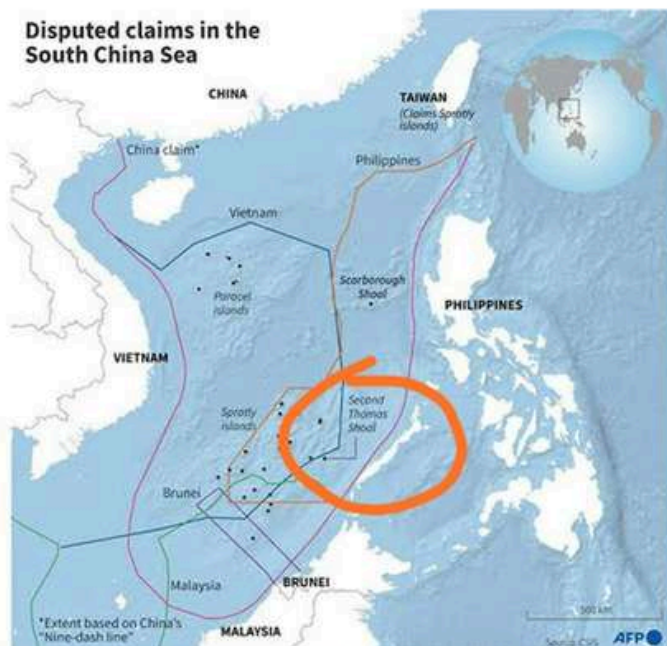 Disputed claims in the
South China Sea
CHINA
TAIWAN
(Claims Spratly
islands)
China claim*
Philippines
Vietnam
Scarborough
Shoal
Paracel
islands
PHILIPPINES
VIETNAM
Second
Thomas
Shoal
Spratly
islands
Brunei
Malaysia
BRUNEI
*Extent based on China's
"Nine-dash line"
MALAYSIA
500 km
Source: CSIS
AFP